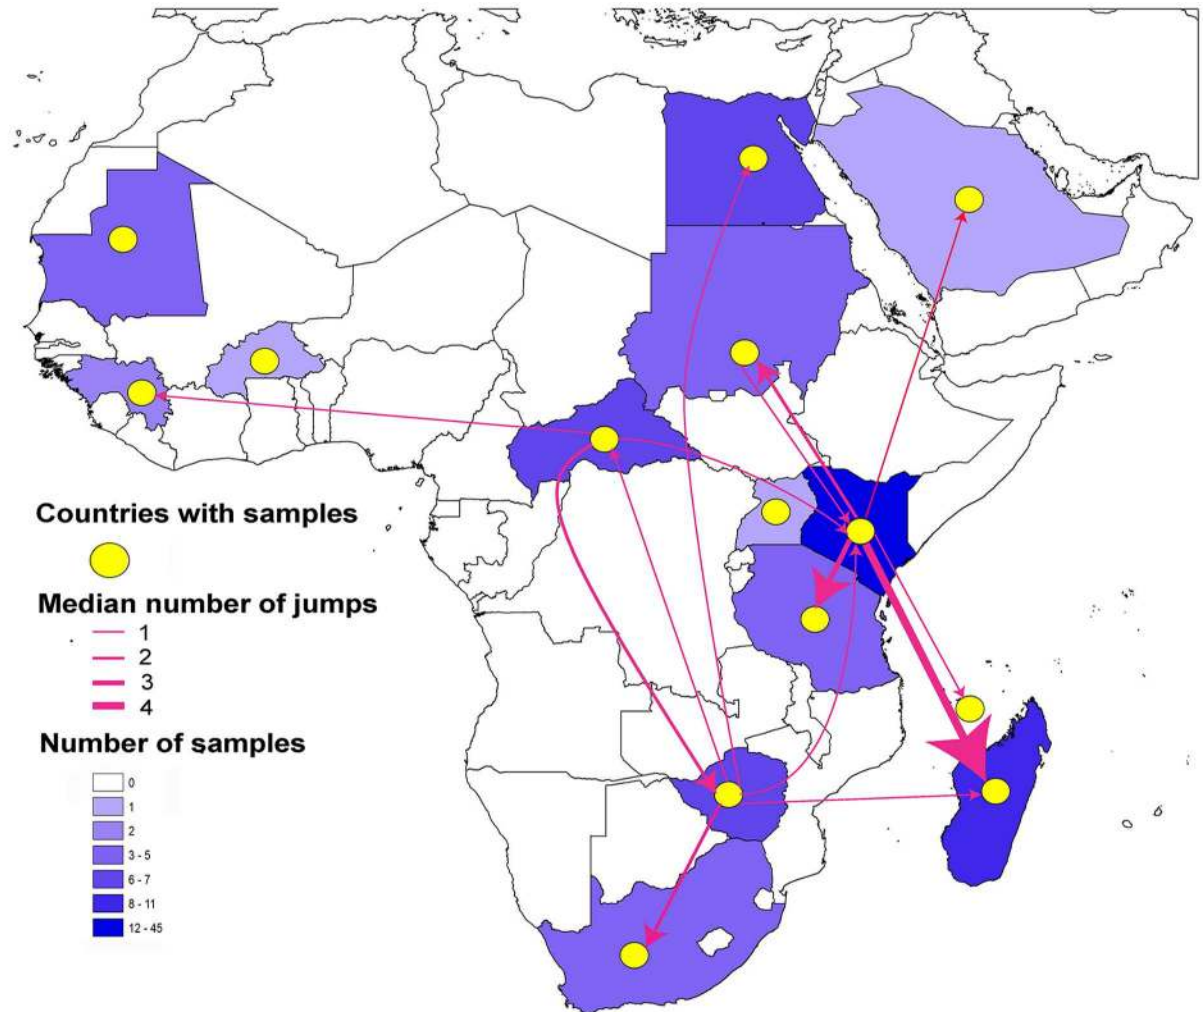 Countries with samples
Median number of jumps
1
2
3
4
Number of samples
0
1
2
3 - 5
6 - 7
8 - 11
12 - 45